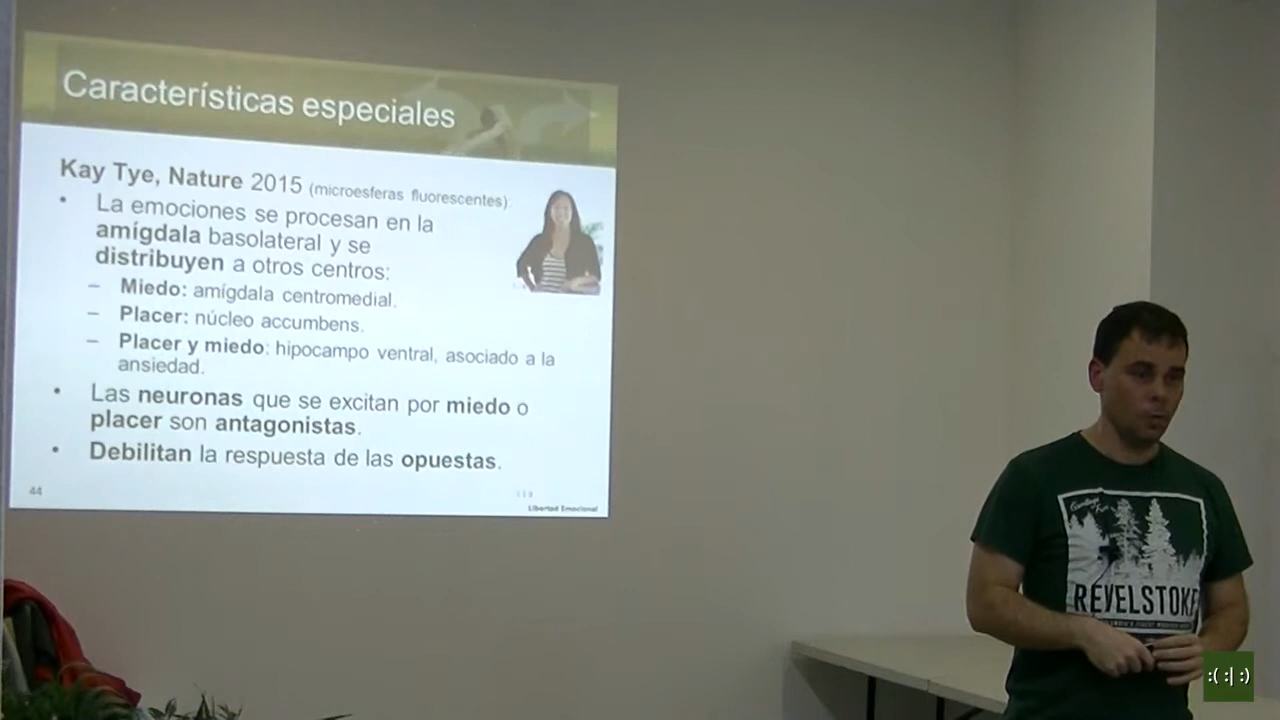 Características especiales
Kay Tye, Nature 2015 (microesferas fluorescentes)
• La emociones se procesan en la
amígdala basolateral y se
distribuyen a otros centros:
– Miedo: amígdala centromedial.
– Placer: núcleo accumbens.
– Placer y miedo: hipocampo ventral, asociado a la
ansiedad.
• Las neuronas que se excitan por miedo o
placer son antagonistas.
• Debilitan la respuesta de las opuestas.
44
Libertad Emocional
REVELSTOKE
:( :| :)